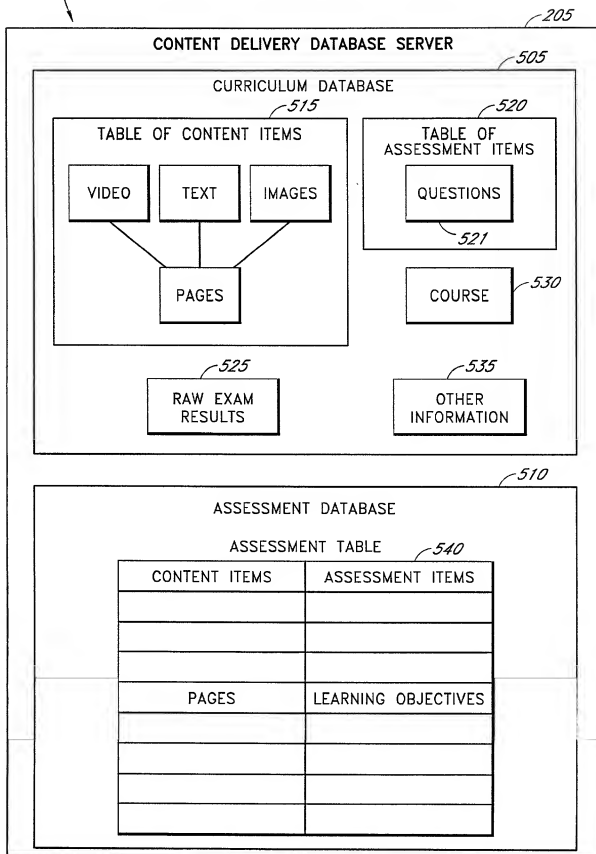 205
CONTENT DELIVERY DATABASE SERVER
505
CURRICULUM DATABASE
515
520
TABLE OF CONTENT ITEMS
TABLE OF
ASSESSMENT ITEMS
VIDEO
TEXT
IMAGES
QUESTIONS
521
PAGES
COURSE
530
525
535
RAW EXAM
RESULTS
OTHER
INFORMATION
510
ASSESSMENT DATABASE
ASSESSMENT TABLE
540
CONTENT ITEMS
ASSESSMENT ITEMS
PAGES
LEARNING OBJECTIVES